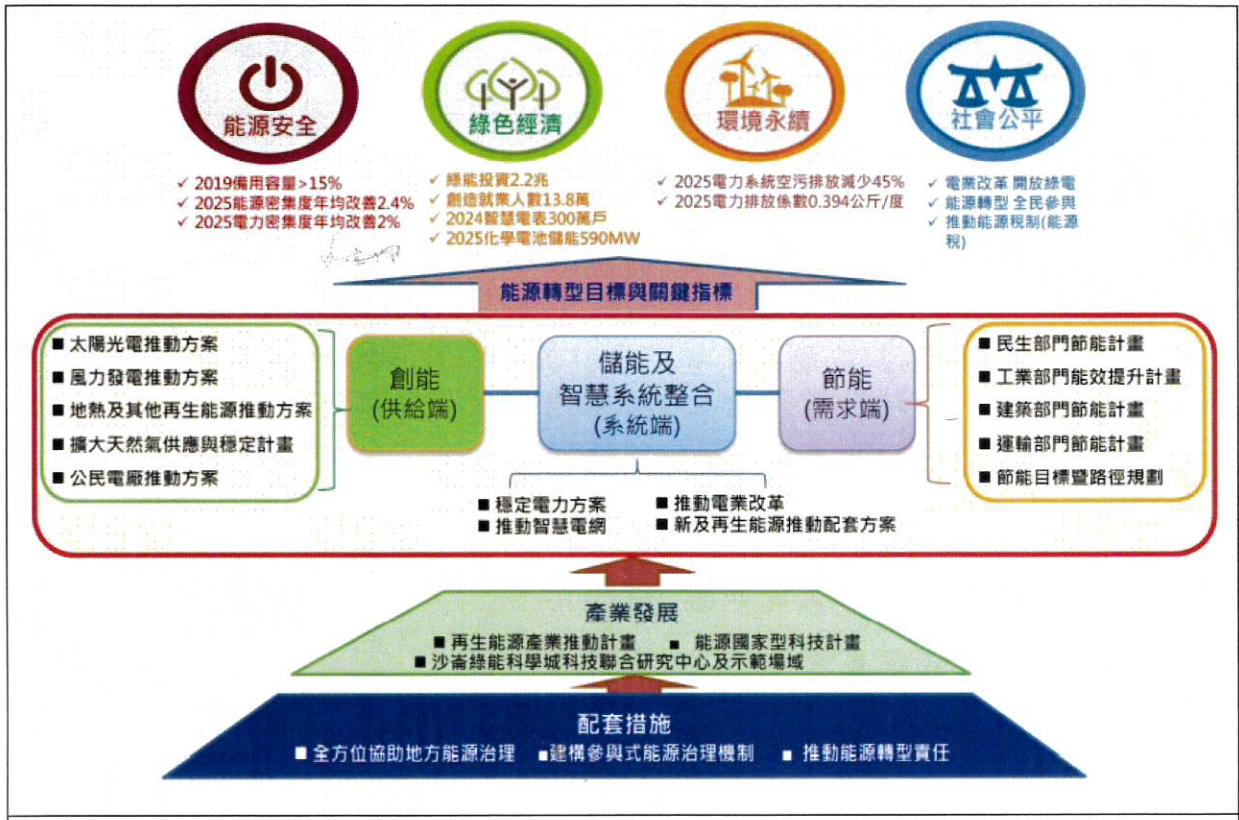 能源安全
綠色經濟
環境永續
社會公平
✓ 2019備用容量>15%
✓ 2025能源密集度年均改善2.4%
✓ 2025電力密集度年均改善2%
✓ 綠能投資2.2兆
✓ 創造就業人數13.8萬
✓ 2024智慧電表300萬戶
✓ 2025化學電池儲能590MW
✓ 2025電力系統空污排放減少45%
✓ 2025電力排放係數0.394公斤/度
✓ 電業改革 開放綠電
✓ 能源轉型 全民參與
✓ 推動能源稅制(能源
稅)
能源轉型目標與關鍵指標
■ 太陽光電推動方案
■ 風力發電推動方案
■ 地熱及其他再生能源推動方案
■ 擴大天然氣供應與穩定計畫
■ 公民電廠推動方案
創能
(供給端)
儲能及
智慧系統整合
(系統端)
節能
(需求端)
■ 民生部門節能計畫
■ 工業部門能效提升計畫
■ 建築部門節能計畫
■ 運輸部門節能計畫
■ 節能目標暨路徑規劃
■ 穩定電力方案
■ 推動智慧電網
■ 推動電業改革
■ 新及再生能源推動配套方案
產業發展
■ 再生能源產業推動計畫 ■ 能源國家型科技計畫
■ 沙崙綠能科學城科技聯合研究中心及示範場域
配套措施
■ 全方位協助地方能源治理 ■ 建構參與式能源治理機制 ■ 推動能源轉型責任